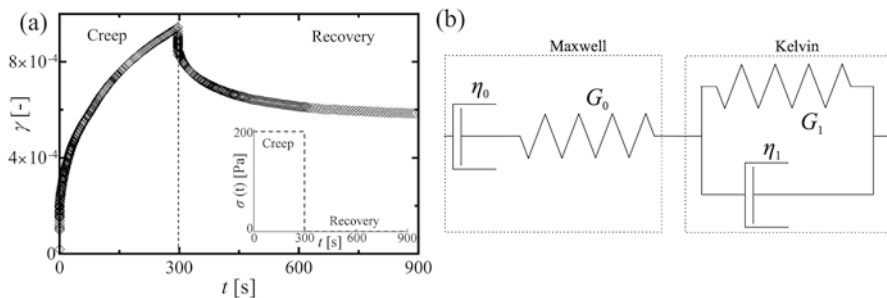 (a)
Creep
Recovery
8×10⁻⁴
4×10⁻⁴
0
γ [-]
0 300 600 900
t [s]
200
0
σ (t) [Pa]
Creep
Recovery
0 300 600 900
t [s]
(b)
Maxwell
Kelvin
η₀
G₀
G₁
η₁